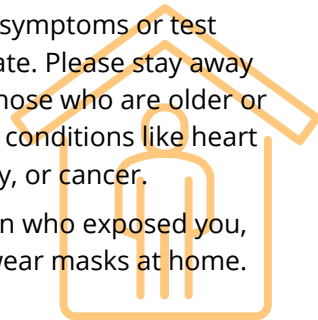 symptoms or test
ate. Please stay away
hose who are older or
conditions like heart
y, or cancer.
n who exposed you,
wear masks at home.